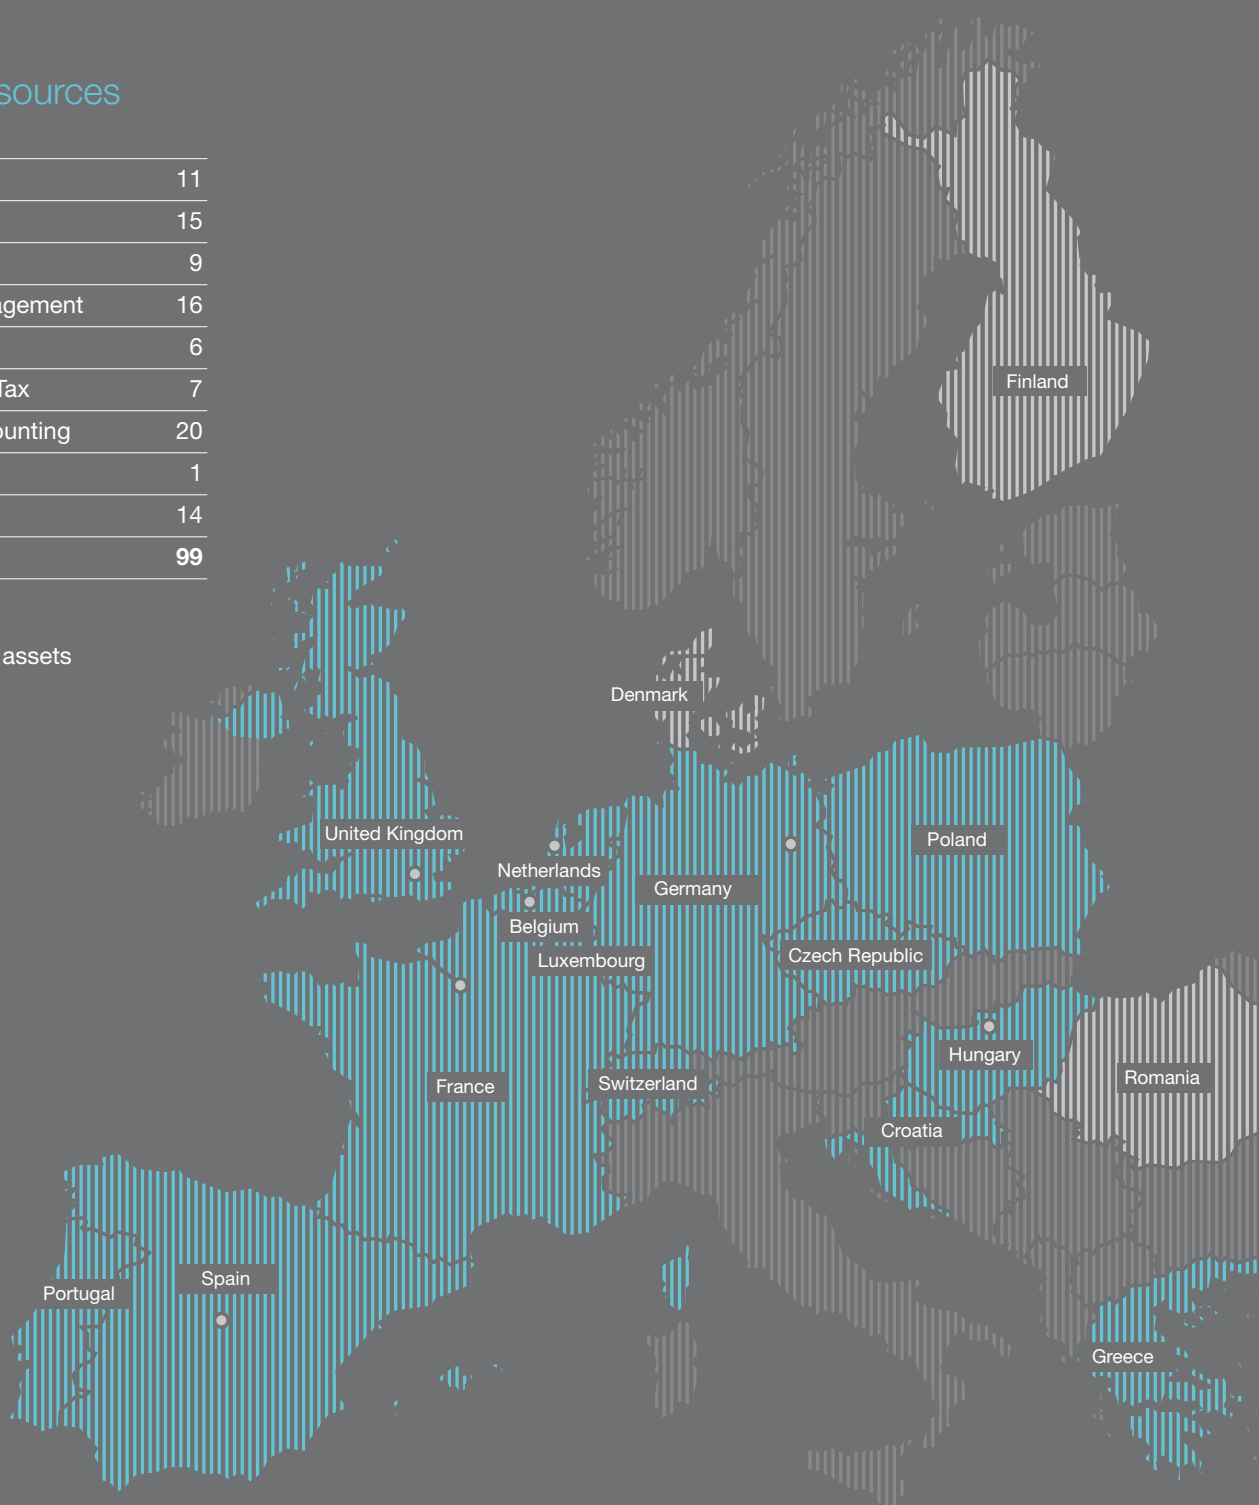 sources
11
15
9
agement 16
6
Tax 7
ounting 20
1
14
99
assets
Finland
Denmark
United Kingdom
Netherlands
Poland
Germany
Belgium
Luxembourg
Czech Republic
Hungary
Romania
France
Switzerland
Croatia
Spain
Portugal
Greece